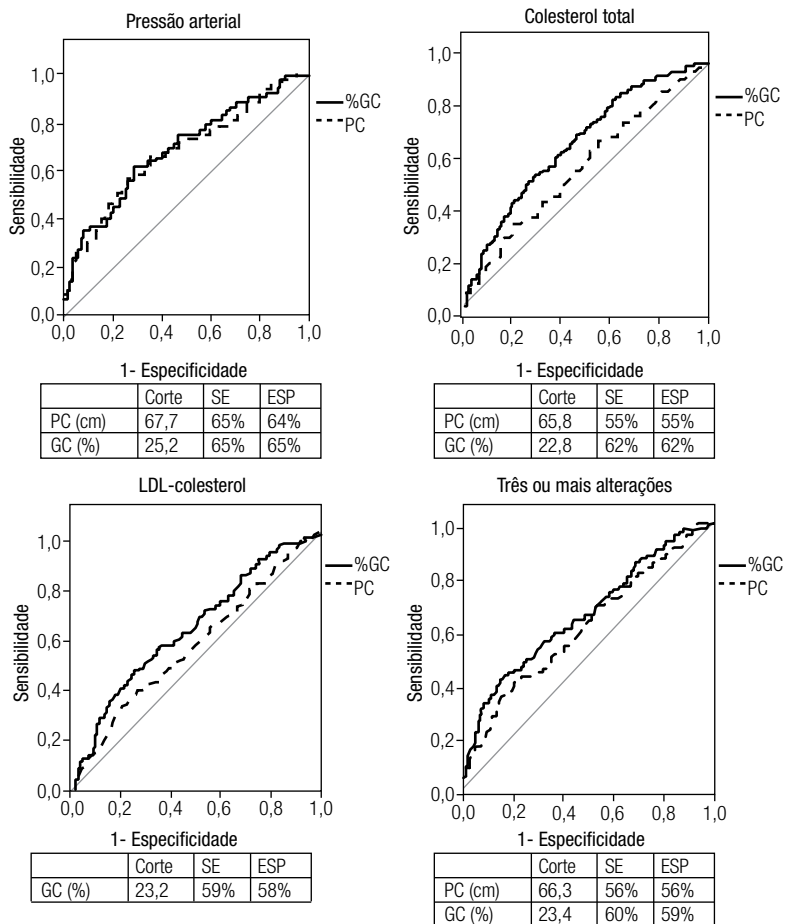 Pressão arterial
1,0
0,8
0,6
0,4
0,2
0,0
Sensibilidade
0,0 0,2 0,4 0,6 0,8 1,0
%GC
PC
1- Especificidade
Corte SE ESP
PC (cm) 67,7 65% 64%
GC (%) 25,2 65% 65%
Colesterol total
1,0
0,8
0,6
0,4
0,2
0,0
Sensibilidade
0,0 0,2 0,4 0,6 0,8 1,0
%GC
PC
1- Especificidade
Corte SE ESP
PC (cm) 65,8 55% 55%
GC (%) 22,8 62% 62%
LDL-colesterol
1,0
0,8
0,6
0,4
0,2
0,0
Sensibilidade
0,0 0,2 0,4 0,6 0,8 1,0
%GC
PC
1- Especificidade
Corte SE ESP
GC (%) 23,2 59% 58%
Três ou mais alterações
1,0
0,8
0,6
0,4
0,2
0,0
Sensibilidade
0,0 0,2 0,4 0,6 0,8 1,0
%GC
PC
1- Especificidade
Corte SE ESP
PC (cm) 66,3 56% 56%
GC (%) 23,4 60% 59%